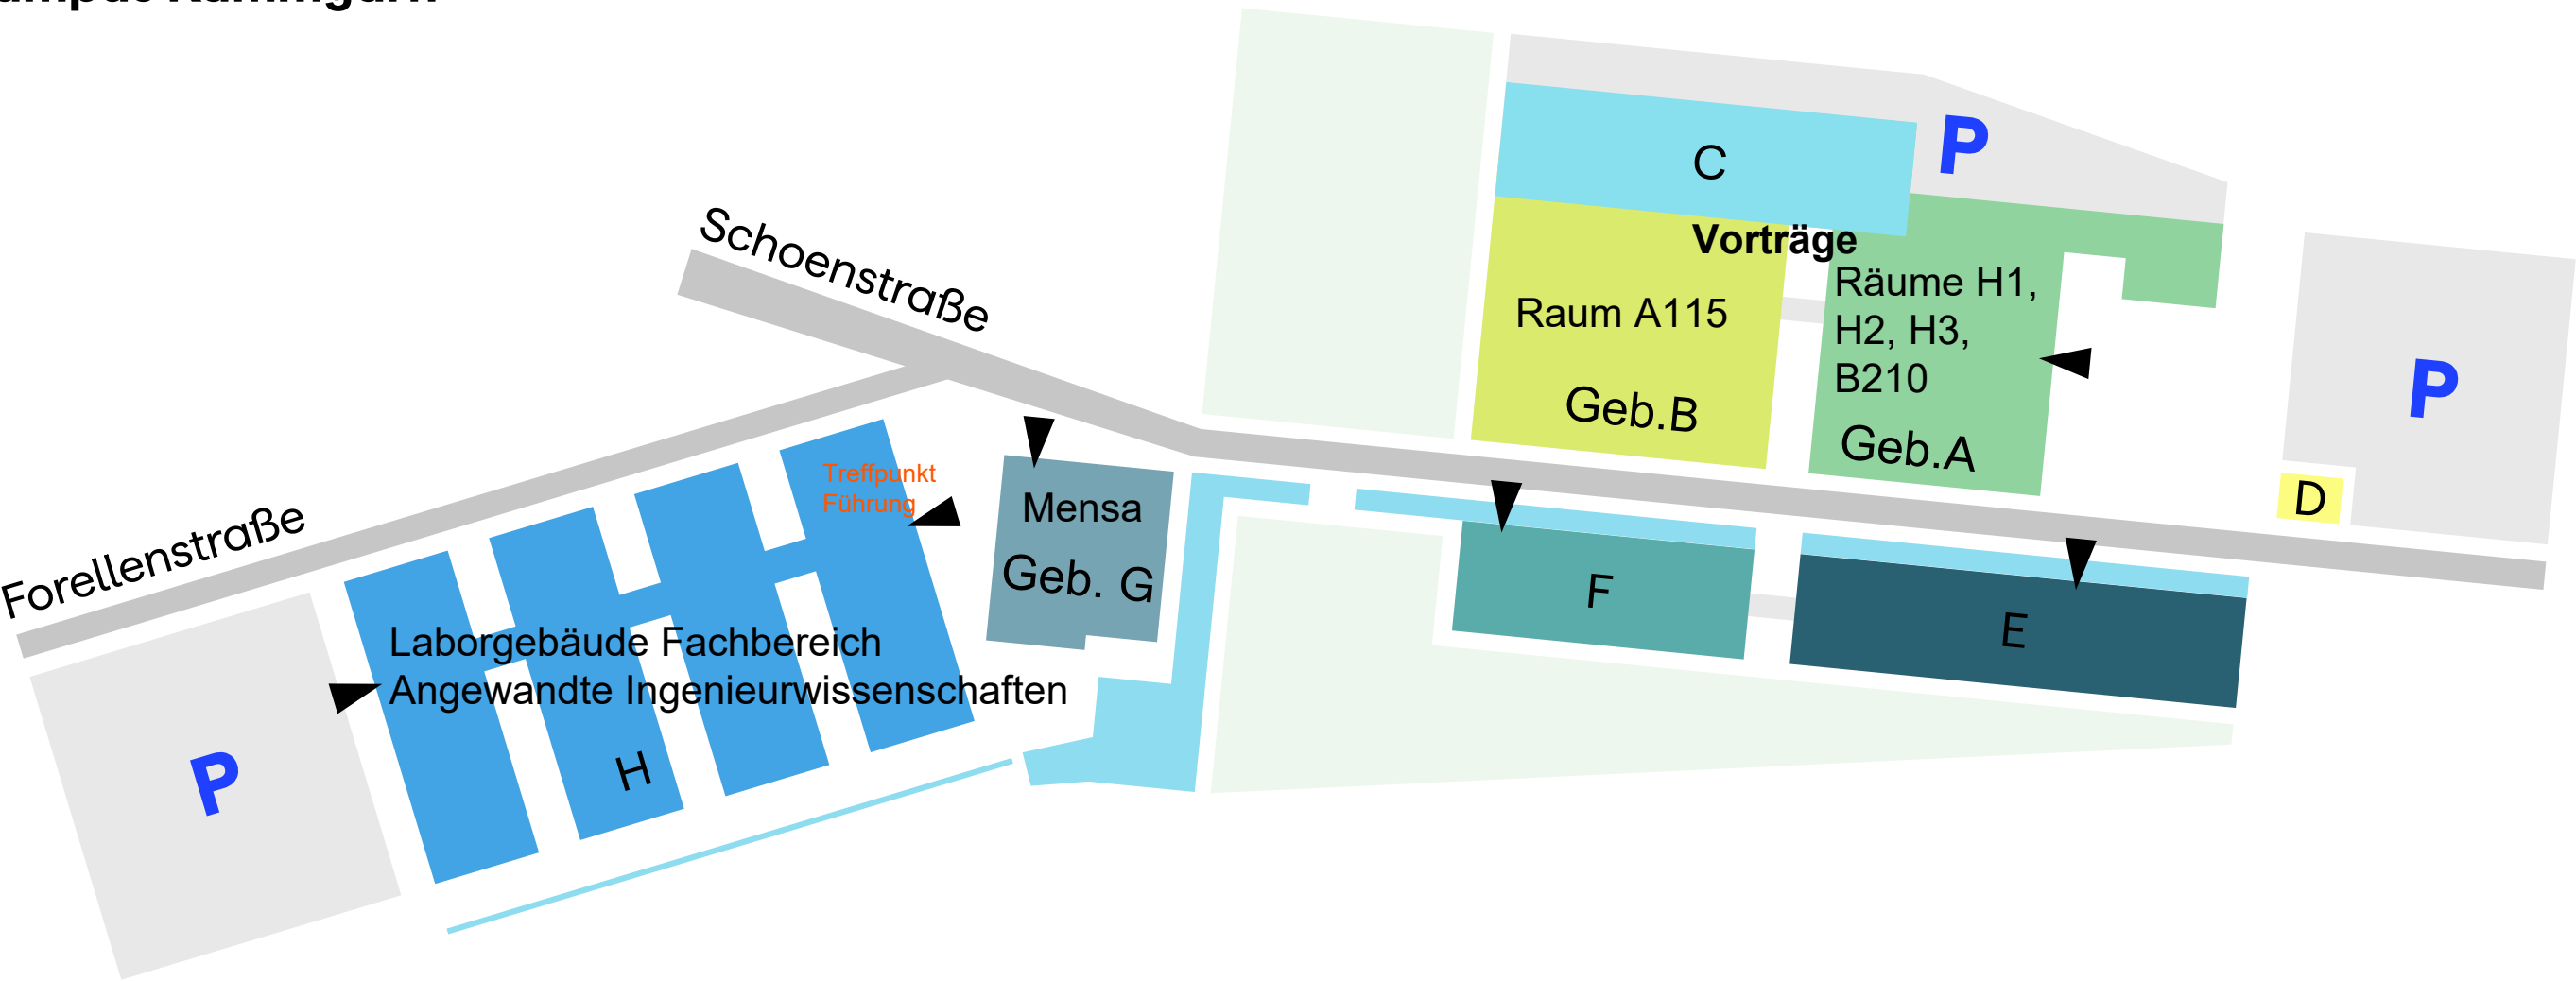 C
P
Schoenstraße
Vorträge
Räume H1,
H2, H3,
B210
Raum A115
Geb.B
Geb.A
P
D
Treffpunkt
Führung
Mensa
Geb. G
Forellenstraße
F
E
Laborgebäude Fachbereich
Angewandte Ingenieurwissenschaften
H
P